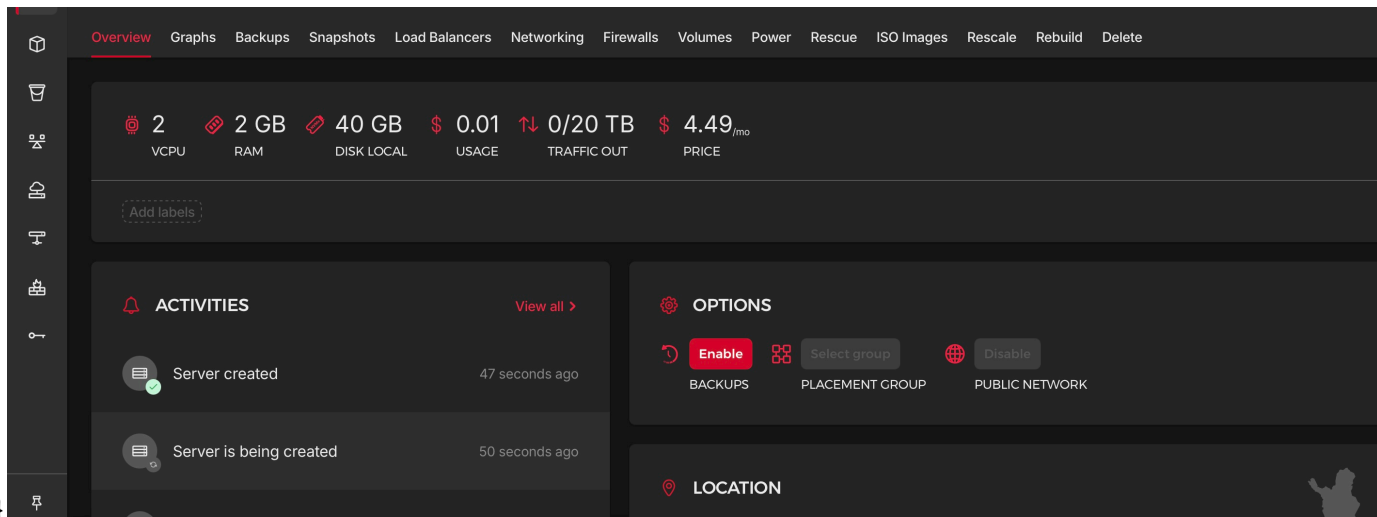 Overview Graphs Backups Snapshots Load Balancers Networking Firewalls Volumes Power Rescue ISO Images Rescale Rebuild Delete
2 2 GB 40 GB $ 0.01 0/20 TB $ 4.49/mo
VCPU RAM DISK LOCAL USAGE TRAFFIC OUT PRICE
Add labels
ACTIVITIES View all >
Server created 47 seconds ago
Server is being created 50 seconds ago
OPTIONS
Enable Select group Disable
BACKUPS PLACEMENT GROUP PUBLIC NETWORK
LOCATION